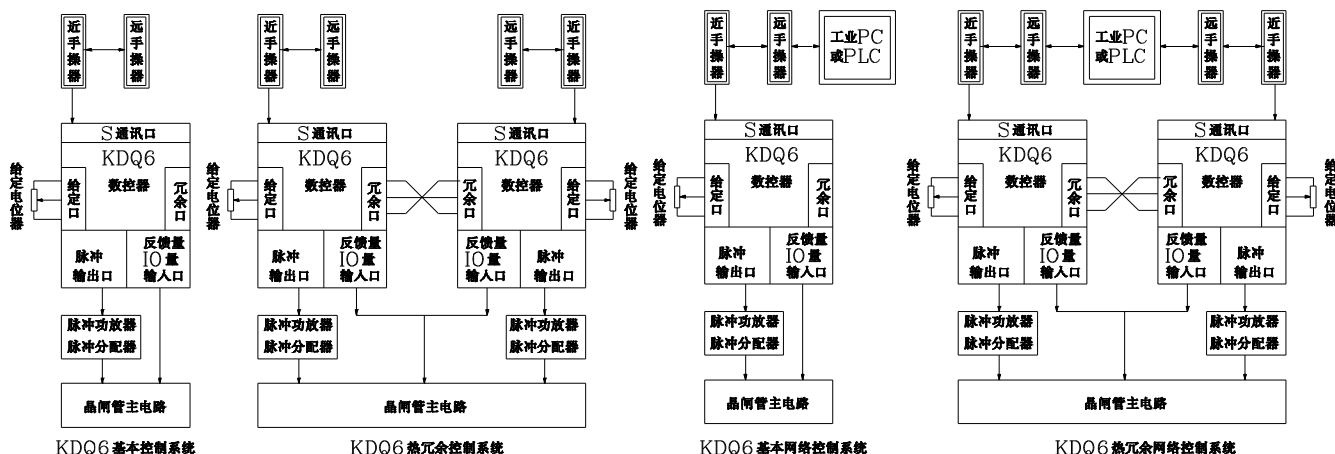 近手操器
远手操器
S通讯口
KDQ6
数控器
给定电位器
给定口
脉冲
输出口
反馈量
IO量
输入口
脉冲功放器
脉冲分配器
晶闸管主电路
KDQ6基本控制系统
近手操器
远手操器
远手操器
近手操器
S通讯口
KDQ6
数控器
给定电位器
给定口
冗余口
脉冲
输出口
反馈量
IO量
输入口
S通讯口
KDQ6
数控器
冗余口
给定口
给定电位器
反馈量
IO量
输入口
脉冲
输出口
脉冲功放器
脉冲分配器
脉冲功放器
脉冲分配器
晶闸管主电路
KDQ6热冗余控制系统
近手操器
远手操器
工业PC
或PLC
S通讯口
KDQ6
数控器
给定电位器
给定口
脉冲
输出口
反馈量
IO量
输入口
脉冲功放器
脉冲分配器
晶闸管主电路
KDQ6基本网络控制系统
近手操器
远手操器
工业PC
或PLC
远手操器
近手操器
S通讯口
KDQ6
数控器
给定电位器
给定口
冗余口
脉冲
输出口
反馈量
IO量
输入口
S通讯口
KDQ6
数控器
冗余口
给定口
给定电位器
反馈量
IO量
输入口
脉冲
输出口
脉冲功放器
脉冲分配器
脉冲功放器
脉冲分配器
晶闸管主电路
KDQ6热冗余网络控制系统